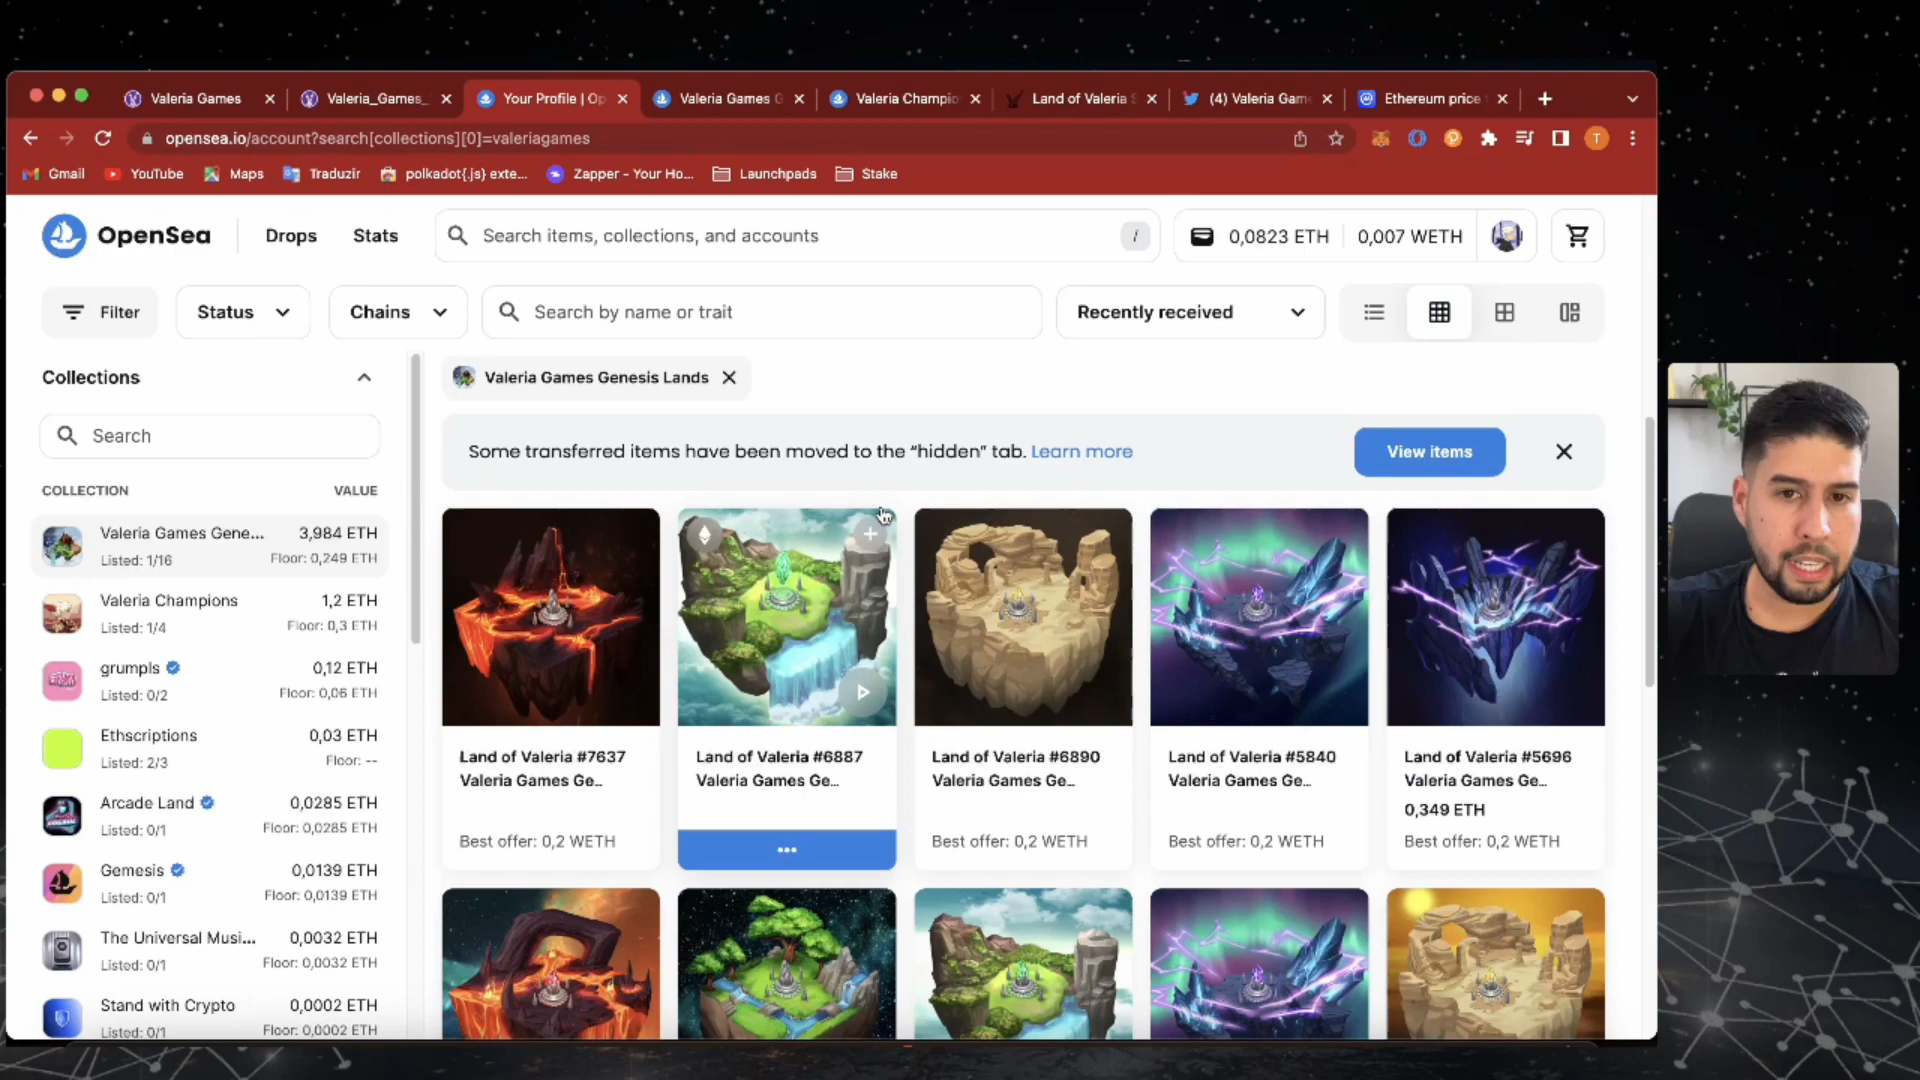 Valeria Games
Valeria_Games_
Your Profile | Op
Valeria Games G
Valeria Champio
Land of Valeria S
(4) Valeria Gam
Ethereum price
opensea.io/account?search[collections][0]=valeriagames
T
Gmail
YouTube
Maps
Traduzir
polkadot{.js} exte...
Zapper - Your Ho...
Launchpads
Stake
OpenSea
Drops
Stats
Search items, collections, and accounts
/
0,0823 ETH
0,007 WETH
Filter
Status
Chains
Search by name or trait
Recently received
Collections
Search
COLLECTION VALUE
Valeria Games Gene... 3,984 ETH
Listed: 1/16 Floor: 0,249 ETH
Valeria Champions 1,2 ETH
Listed: 1/4 Floor: 0,3 ETH
grumpls 0,12 ETH
Listed: 0/2 Floor: 0,06 ETH
Ethscriptions 0,03 ETH
Listed: 2/3 Floor: --
Arcade Land 0,0285 ETH
Listed: 0/1 Floor: 0,0285 ETH
Gemesis 0,0139 ETH
Listed: 0/1 Floor: 0,0139 ETH
The Universal Musi... 0,0032 ETH
Listed: 0/1 Floor: 0,0032 ETH
Stand with Crypto 0,0002 ETH
Listed: 0/1 Floor: 0,0002 ETH
Valeria Games Genesis Lands
Some transferred items have been moved to the “hidden” tab. Learn more
View items
Land of Valeria #7637
Valeria Games Ge...
Best offer: 0,2 WETH
Land of Valeria #6887
Valeria Games Ge...
Land of Valeria #6890
Valeria Games Ge...
Best offer: 0,2 WETH
Land of Valeria #5840
Valeria Games Ge...
Best offer: 0,2 WETH
Land of Valeria #5696
Valeria Games Ge...
0,349 ETH
Best offer: 0,2 WETH